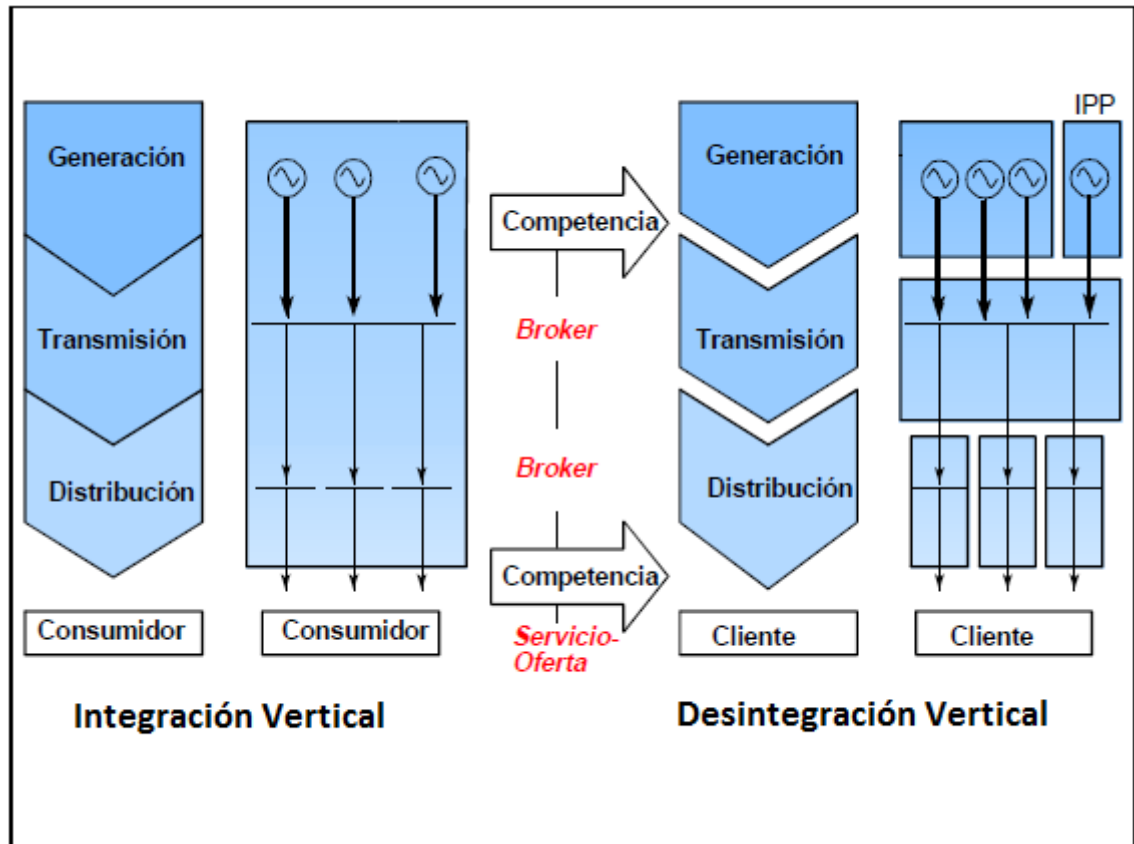 IPP
Generación
Generación
Competencia
Broker
Transmisión
Transmisión
Broker
Distribución
Distribución
Competencia
Consumidor
Consumidor
Servicio-
Oferta
Cliente
Cliente
Integración Vertical
Desintegración Vertical